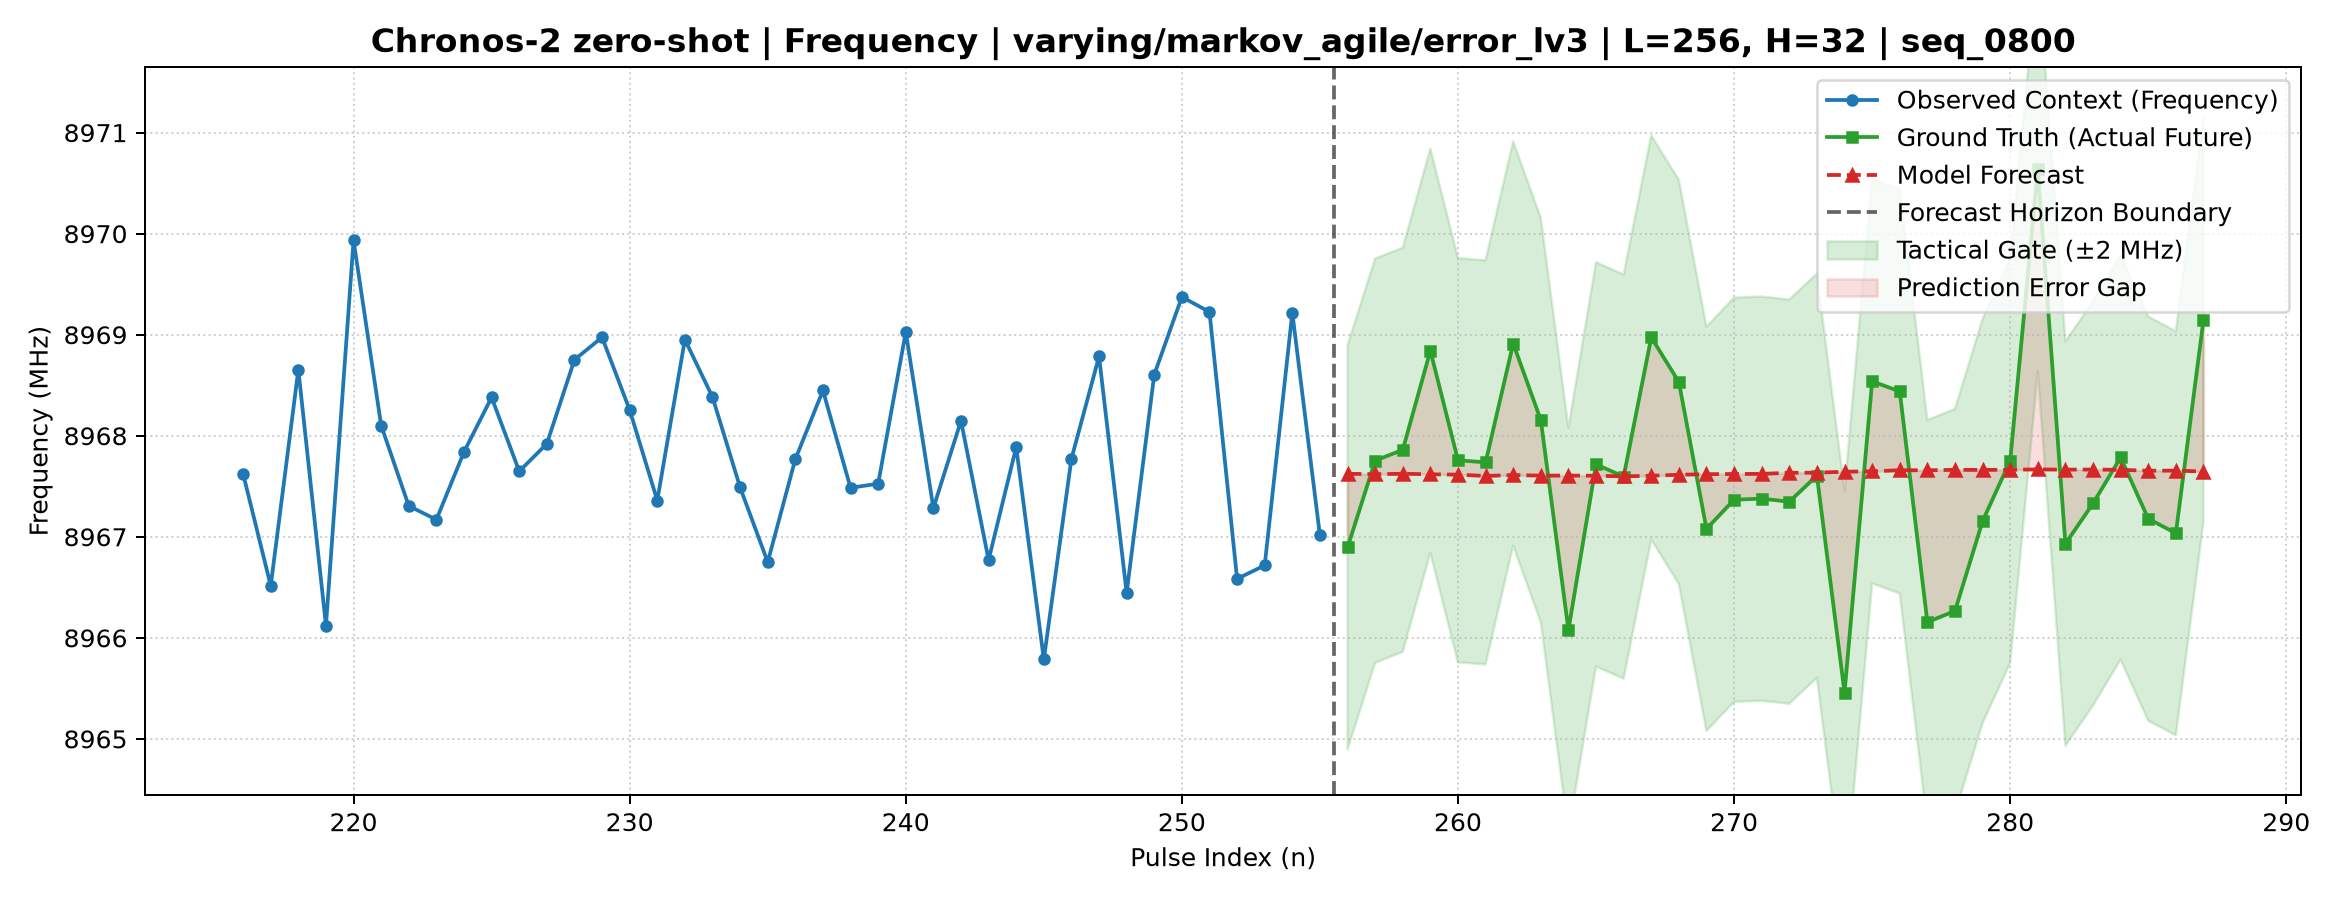 Chronos-2 zero-shot | Frequency | varying/markov_agile/error_lv3 | L=256, H=32 | seq_0800
Observed Context (Frequency)
Ground Truth (Actual Future)
Model Forecast
Forecast Horizon Boundary
Tactical Gate (±2 MHz)
Prediction Error Gap
Frequency (MHz)
8971
8970
8969
8968
8967
8966
8965
220 230 240 250 260 270 280 290
Pulse Index (n)